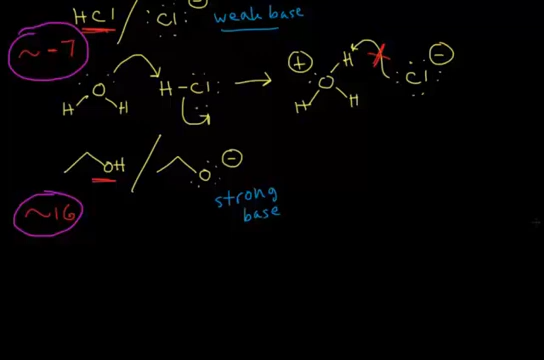 HCl / :Cl: ⊖ weak base
~ -7
H O H H - Cl: → ⊕ O H H H :Cl: ⊖
OH / O ⊖
strong
base
~16